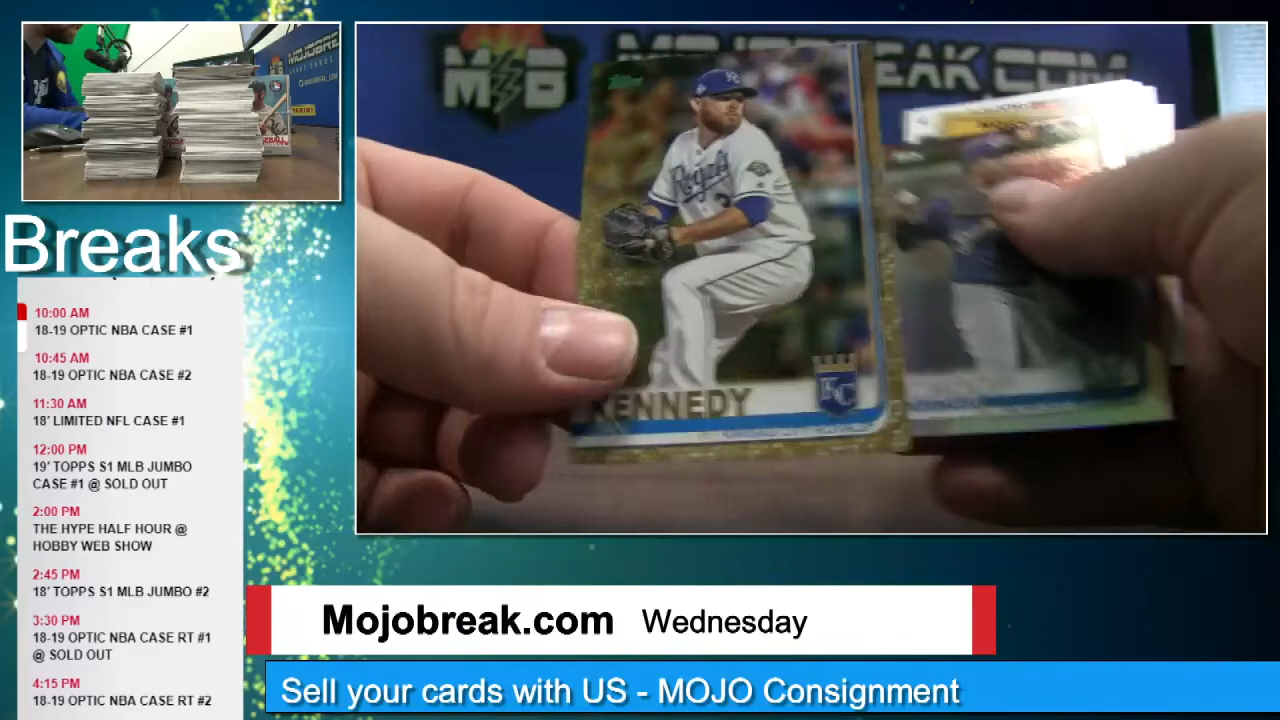 MOJOBREAK.COM
M B
Topps
Royals
KENNEDY
KC
Breaks
10:00 AM
18-19 OPTIC NBA CASE #1
10:45 AM
18-19 OPTIC NBA CASE #2
11:30 AM
18' LIMITED NFL CASE #1
12:00 PM
19' TOPPS S1 MLB JUMBO
CASE #1 @ SOLD OUT
2:00 PM
THE HYPE HALF HOUR @
HOBBY WEB SHOW
2:45 PM
18' TOPPS S1 MLB JUMBO #2
3:30 PM
18-19 OPTIC NBA CASE RT #1
@ SOLD OUT
4:15 PM
18-19 OPTIC NBA CASE RT #2
Mojobreak.com Wednesday
Sell your cards with US - MOJO Consignment